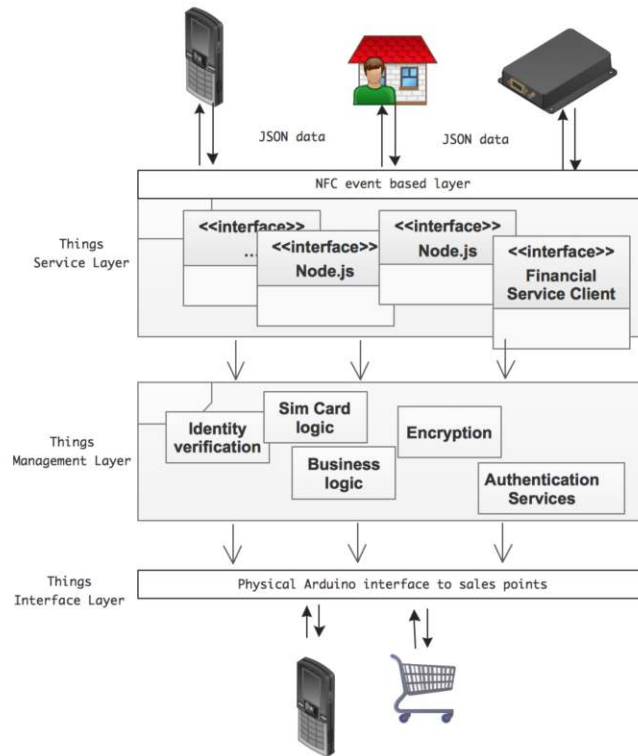 JSON data
JSON data
NFC event based layer
Things
Service Layer
<<interface>>
...
<<interface>>
Node.js
<<interface>>
Node.js
<<interface>>
Financial
Service Client
Things
Management Layer
Identity
verification
Sim Card
logic
Business
logic
Encryption
Authentication
Services
Things
Interface Layer
Physical Arduino interface to sales points